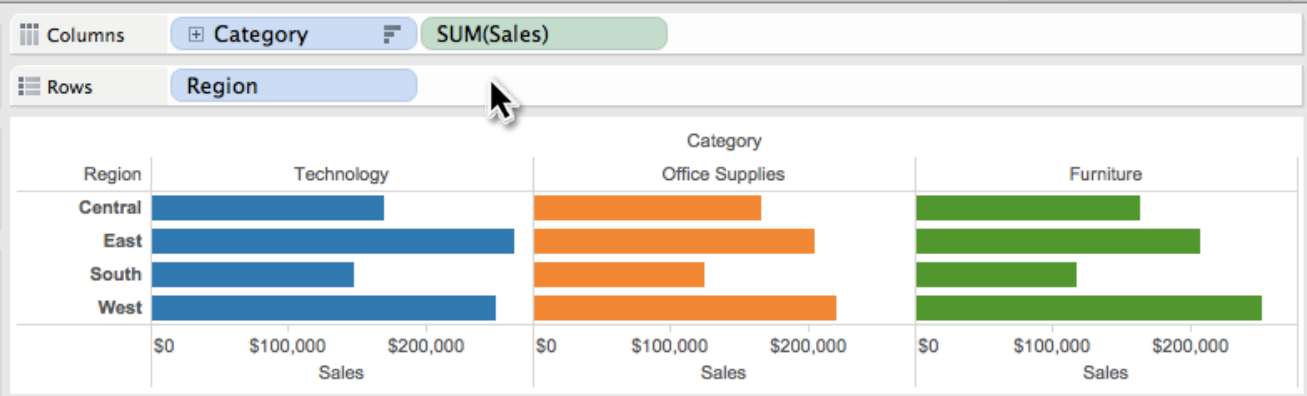 Columns Category SUM(Sales)
Rows Region
Category
Region Technology Office Supplies Furniture
Central
East
South
West
$0 $100,000 $200,000 $0 $100,000 $200,000 $0 $100,000 $200,000
Sales Sales Sales